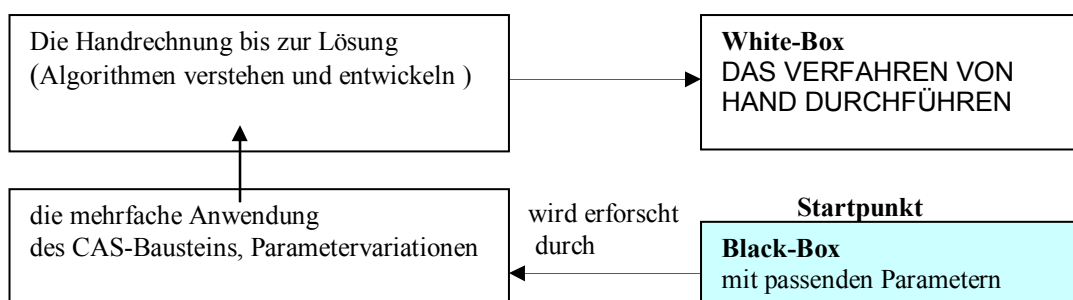 Die Handrechnung bis zur Lösung
(Algorithmen verstehen und entwickeln )
White-Box
DAS VERFAHREN VON
HAND DURCHFÜHREN
die mehrfache Anwendung
des CAS-Bausteins, Parametervariationen
wird erforscht
durch
Startpunkt
Black-Box
mit passenden Parametern